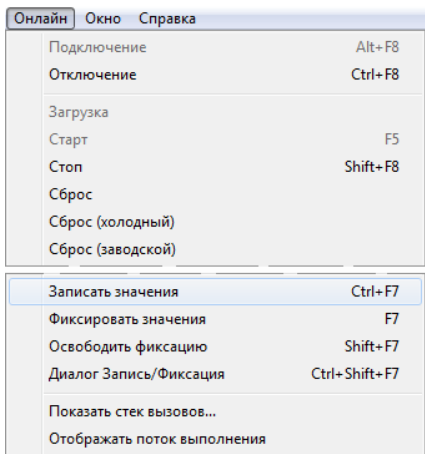 Онлайн Окно Справка
Подключение Alt+F8
Отключение Ctrl+F8
Загрузка
Старт F5
Стоп Shift+F8
Сброс
Сброс (холодный)
Сброс (заводской)
Записать значения Ctrl+F7
Фиксировать значения F7
Освободить фиксацию Shift+F7
Диалог Запись/Фиксация Ctrl+Shift+F7
Показать стек вызовов...
Отображать поток выполнения